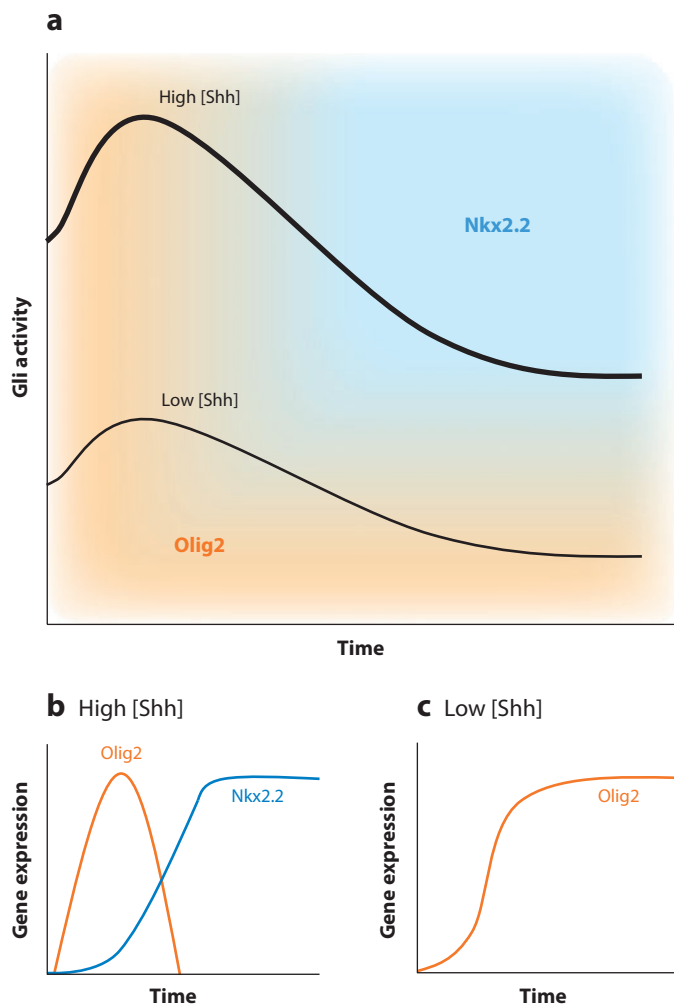 a
High [Shh]
Nkx2.2
Gli activity
Low [Shh]
Olig2
Time
b High [Shh]
Olig2
Nkx2.2
Gene expression
Time
c Low [Shh]
Olig2
Gene expression
Time